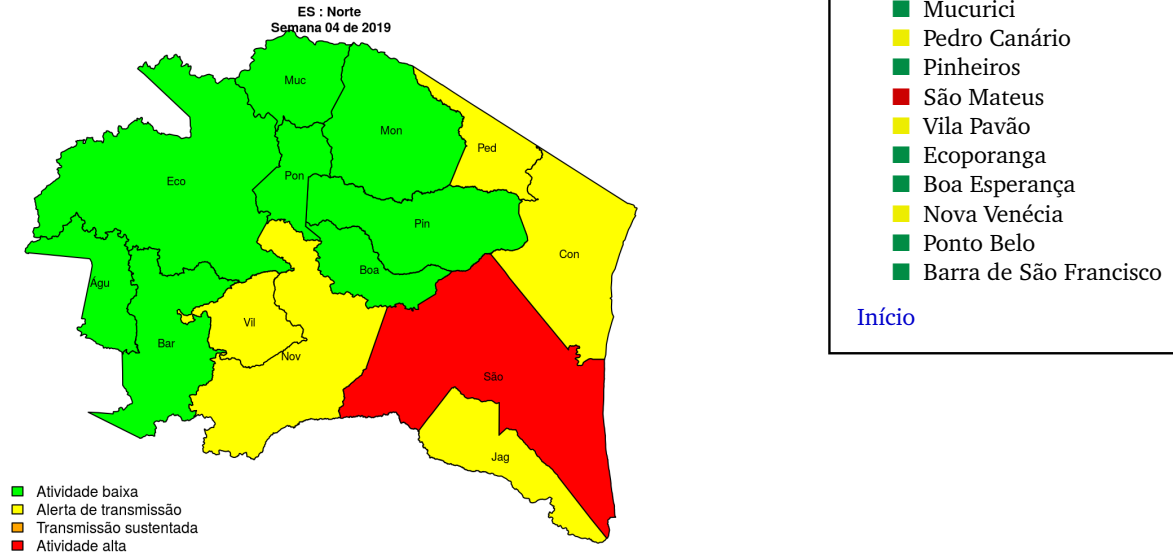 ES : Norte
Semana 04 de 2019
Muc
Mon
Ped
Eco
Pon
Pin
Con
Boa
Águ
Vil
Bar
Nov
São
Jag
Atividade baixa
Alerta de transmissão
Transmissão sustentada
Atividade alta
Mucurici
Pedro Canário
Pinheiros
São Mateus
Vila Pavão
Ecoporanga
Boa Esperança
Nova Venécia
Ponto Belo
Barra de São Francisco
Início